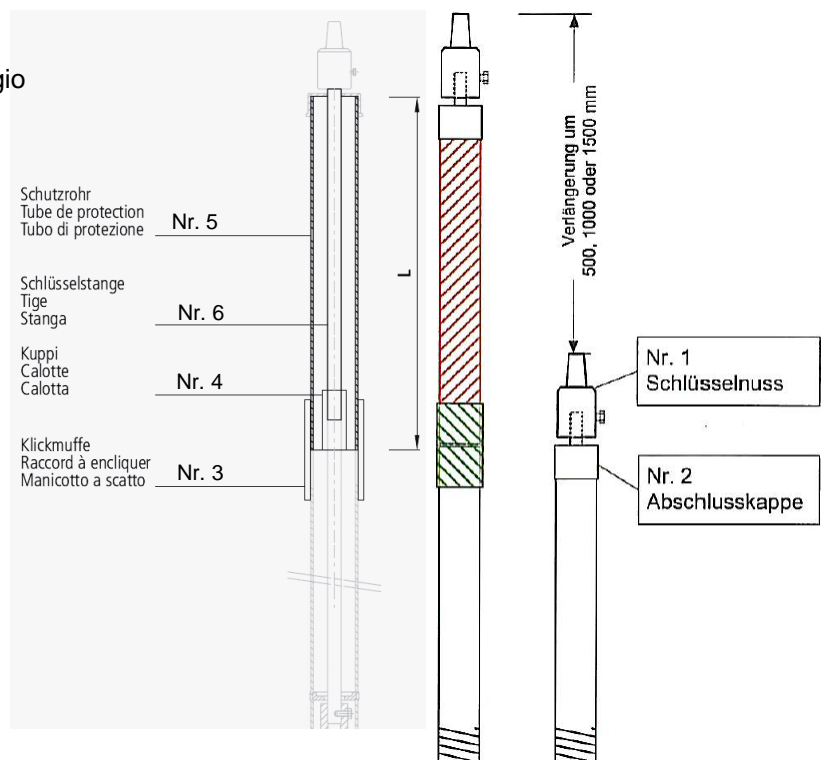 gio
Schutzrohr
Tube de protection
Tubo di protezione
Nr. 5
Schlüsselstange
Tige
Stanga
Nr. 6
Kuppi
Calotte
Calotta
Nr. 4
Klickmuffe
Raccord à encliquer
Manicotto a scatto
Nr. 3
L
Verlängerung um
500, 1000 oder 1500 mm
Nr. 1
Schlüsselnuss
Nr. 2
Abschlusskappe